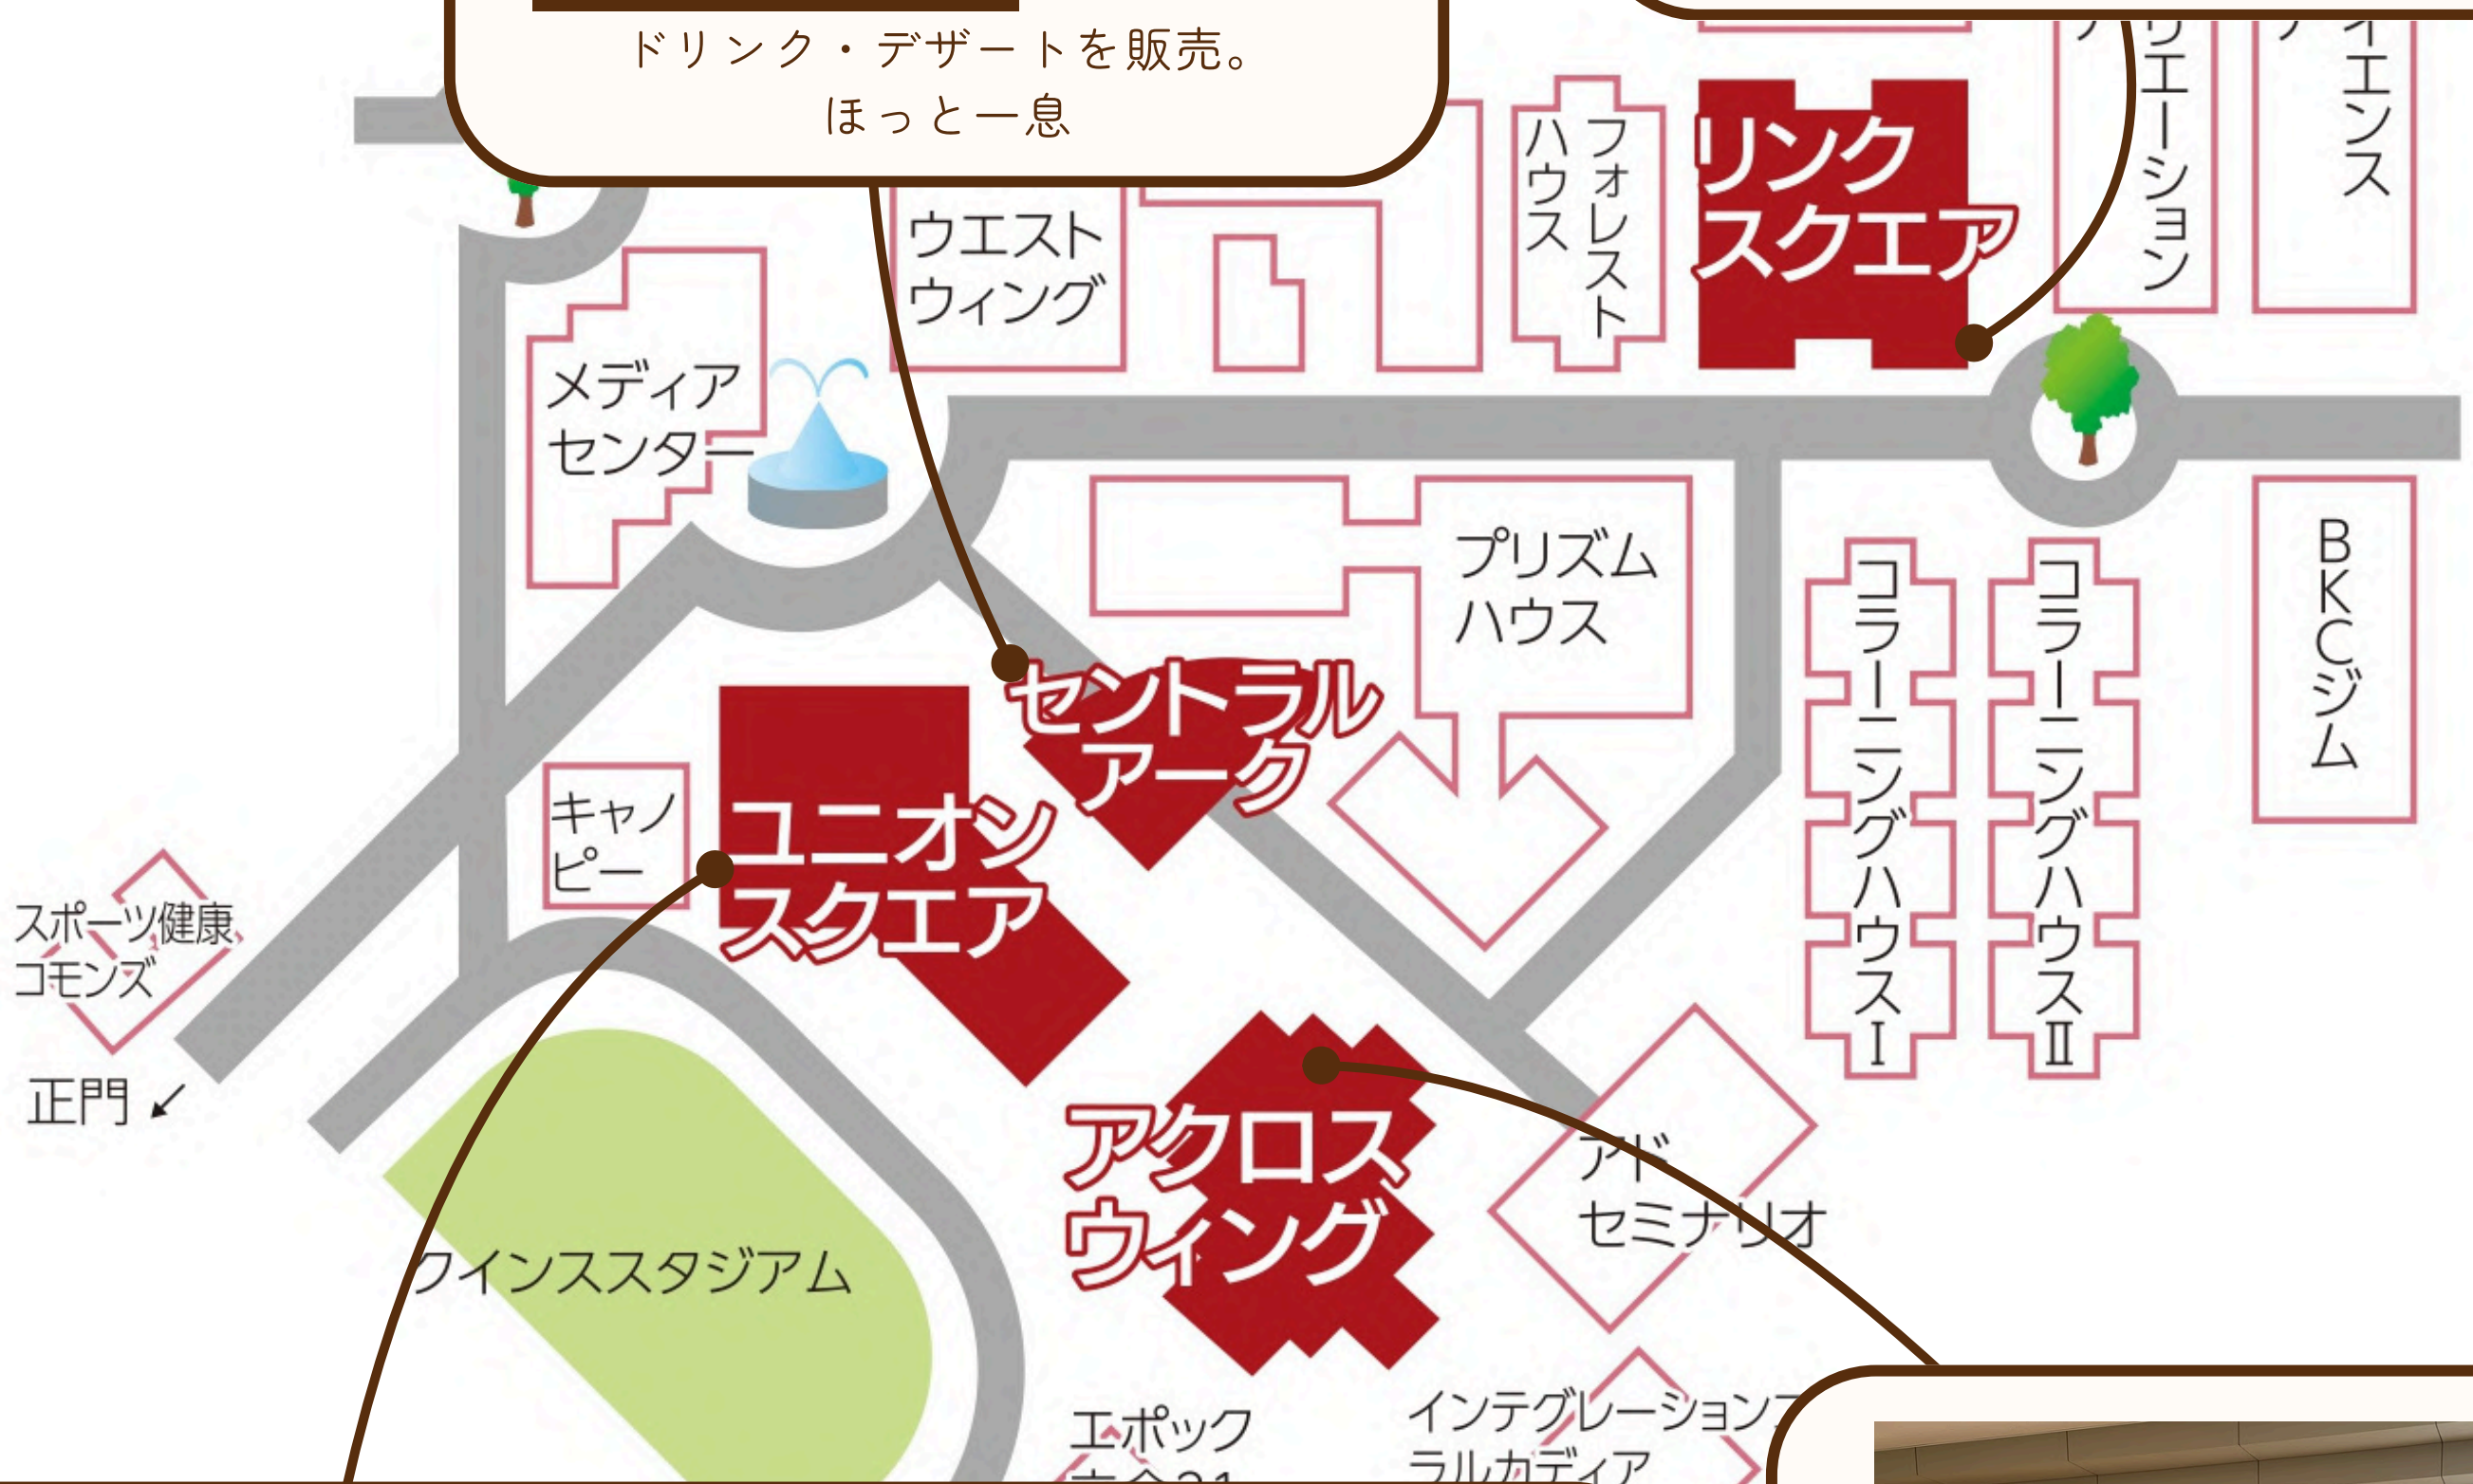 ドリンク・デザートを販売。
ほっと一息
エーション
イエンス
フォレスト
ハウス
リンク
スクエア
ウエスト
ウィング
メディア
センター
プリズム
ハウス
BKCジム
コラーニングハウスⅠ
コラーニングハウスⅡ
セントラル
アーク
キャノ
ピー
ユニオン
スクエア
スポーツ健康
コモンズ
正門
アクロス
ウィング
アド
セミナリオ
クインススタジアム
エポック
インテグレーション
ラルカディア